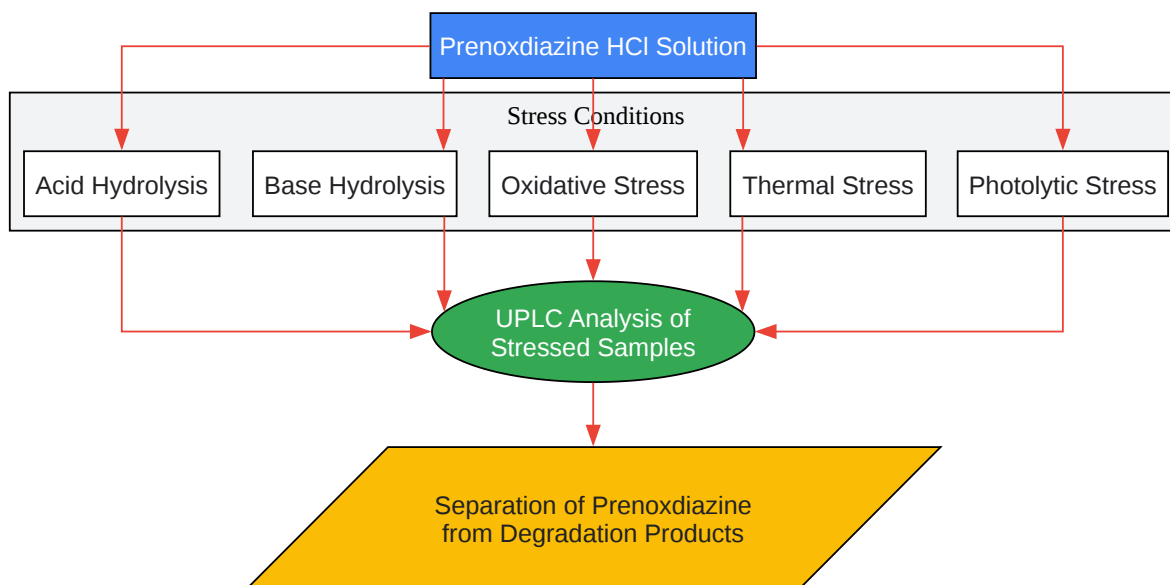 Prenoxdiazine HCl Solution
Stress Conditions
Acid Hydrolysis
Base Hydrolysis
Oxidative Stress
Thermal Stress
Photolytic Stress
UPLC Analysis of
Stressed Samples
Separation of Prenoxdiazine
from Degradation Products